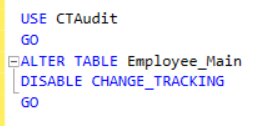 USE CTAudit
GO
ALTER TABLE Employee_Main
DISABLE CHANGE_TRACKING
GO